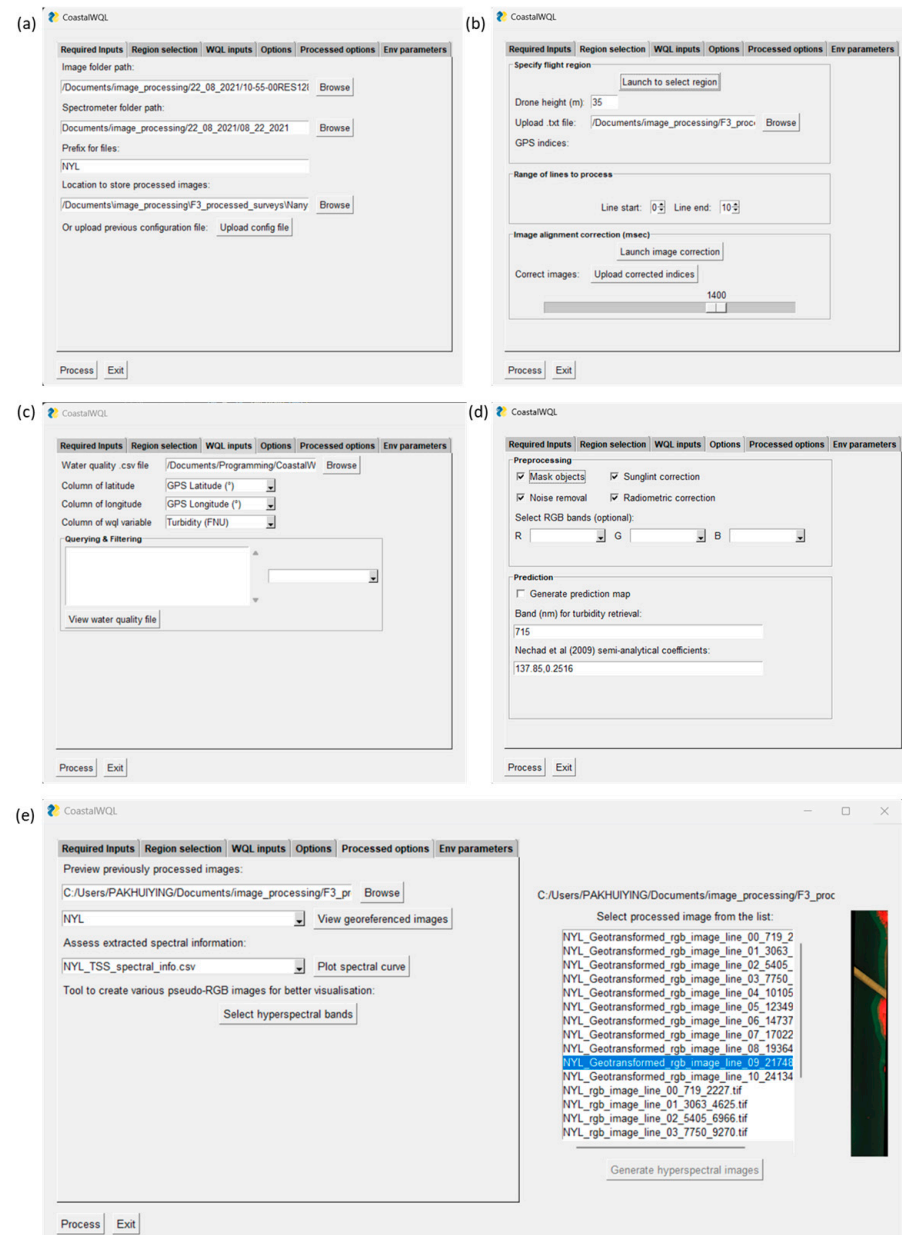 (a)
CoastalWQL
Required Inputs Region selection WQL inputs Options Processed options Env parameters
Image folder path:
/Documents/image_processing/22_08_2021/10-55-00RES12 Browse
Spectrometer folder path:
Documents/image_processing/22_08_2021/08_22_2021 Browse
Prefix for files:
NYL
Location to store processed images:
/Documents\image_processing\F3_processed_surveys\Nany Browse
Or upload previous configuration file: Upload config file
Process Exit
(b)
CoastalWQL
Required Inputs Region selection WQL inputs Options Processed options Env parameters
Specify flight region
Launch to select region
Drone height (m): 35
Upload .txt file: /Documents/image_processing/F3_proc Browse
GPS indices:
Range of lines to process
Line start: 0 Line end: 10
Image alignment correction (msec)
Launch image correction
Correct images: Upload corrected indices
1400
Process Exit
(c)
CoastalWQL
Required Inputs Region selection WQL inputs Options Processed options Env parameters
Water quality .csv file /Documents/Programming/CoastalW Browse
Column of latitude GPS Latitude (°)
Column of longitude GPS Longitude (°)
Column of wql variable Turbidity (FNU)
Querying & Filtering
View water quality file
Process Exit
(d)
CoastalWQL
Required Inputs Region selection WQL inputs Options Processed options Env parameters
Preprocessing
Mask objects Sunglint correction
Noise removal Radiometric correction
Select RGB bands (optional):
R G B
Prediction
Generate prediction map
Band (nm) for turbidity retrieval:
715
Nechad et al (2009) semi-analytical coefficients:
137.85,0.2516
Process Exit
(e)
CoastalWQL
Required Inputs Region selection WQL inputs Options Processed options Env parameters
Preview previously processed images:
C:/Users/PAKHUIYING/Documents/image_processing/F3_pr Browse
NYL View georeferenced images
Assess extracted spectral information:
NYL_TSS_spectral_info.csv Plot spectral curve
Tool to create various pseudo-RGB images for better visualisation:
Select hyperspectral bands
Process Exit
C:/Users/PAKHUIYING/Documents/image_processing/F3_proc
Select processed image from the list:
NYL_Geotransformed_rgb_image_line_00_719_2
NYL_Geotransformed_rgb_image_line_01_3063_
NYL_Geotransformed_rgb_image_line_02_5405_
NYL_Geotransformed_rgb_image_line_03_7750_
NYL_Geotransformed_rgb_image_line_04_10105
NYL_Geotransformed_rgb_image_line_05_12349
NYL_Geotransformed_rgb_image_line_06_14737
NYL_Geotransformed_rgb_image_line_07_17022
NYL_Geotransformed_rgb_image_line_08_19364
NYL_Geotransformed_rgb_image_line_09_21748
NYL_Geotransformed_rgb_image_line_10_24134
NYL_rgb_image_line_00_719_2227.tif
NYL_rgb_image_line_01_3063_4625.tif
NYL_rgb_image_line_02_5405_6966.tif
NYL_rgb_image_line_03_7750_9270.tif
Generate hyperspectral images